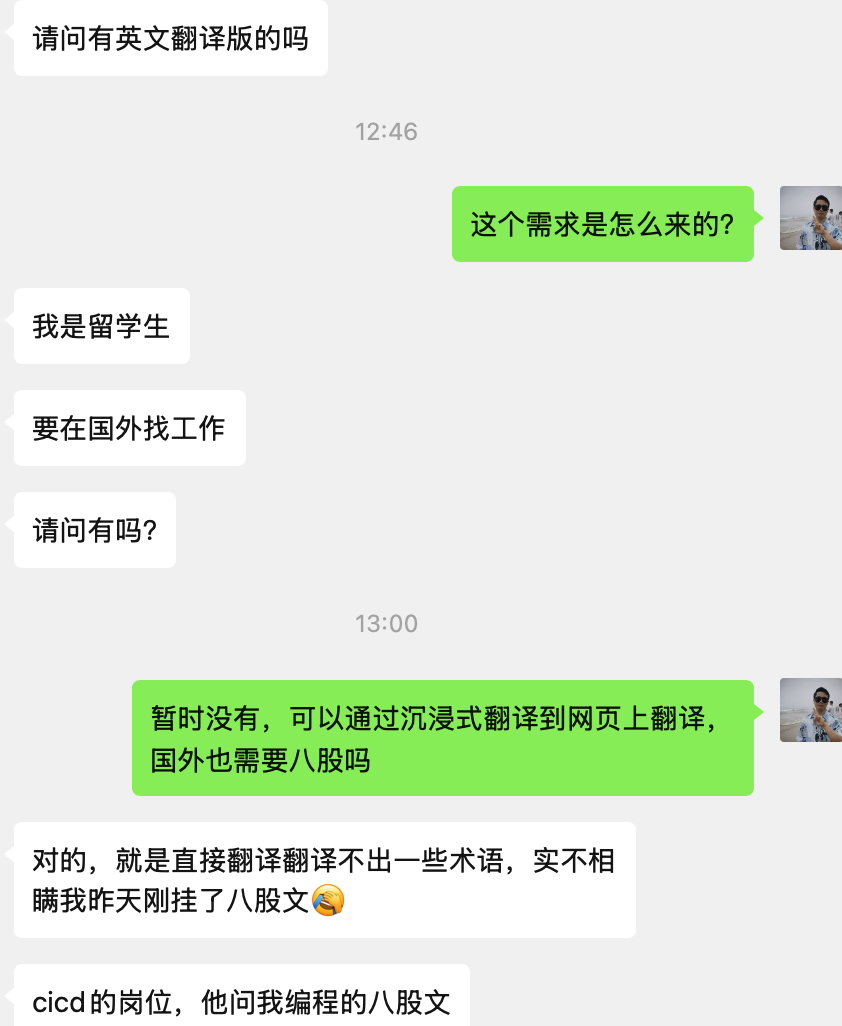 请问有英文翻译版的吗
12:46
这个需求是怎么来的?
我是留学生
要在国外找工作
请问有吗?
13:00
暂时没有，可以通过沉浸式翻译到网页上翻译，
国外也需要八股吗
对的，就是直接翻译翻译不出一些术语，实不相
瞒我昨天刚挂了八股文🤦
cicd的岗位，他问我编程的八股文